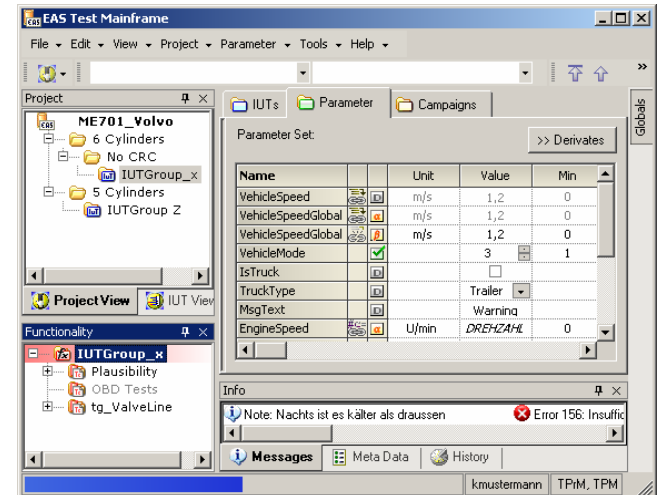 EAS Test Mainframe
File Edit View Project Parameter Tools Help
Project
ME701_Volvo
6 Cylinders
No CRC
IUTGroup_x
5 Cylinders
IUTGroup Z
Project View IUT View
Functionality
IUTGroup_x
Plausibility
OBD Tests
tg_ValveLine
IUTs Parameter Campaigns
Globals
Parameter Set:
>> Derivates
Name Unit Value Min
VehicleSpeed D m/s 1,2 0
VehicleSpeedGlobal α m/s 1,2 0
VehicleSpeedGlobal β m/s 1,2 0
VehicleMode 3 1
IsTruck D
TruckType D Trailer
MsgText D Warning
EngineSpeed α U/min DREHZAHL 0
Info
Note: Nachts ist es kälter als draussen Error 156: Insuffic
Messages Meta Data History
kmustermann TPrM, TPM